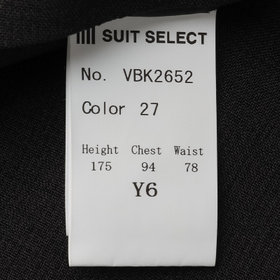 SUIT SELECT
No. VBK2652
Color 27
Height Chest Waist
175 94 78
Y6